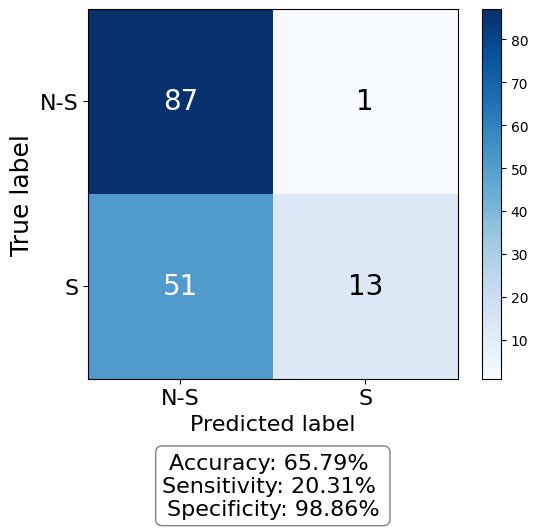 True label
N-S
87
1
S
51
13
N-S S
Predicted label
80
70
60
50
40
30
20
10
Accuracy: 65.79%
Sensitivity: 20.31%
Specificity: 98.86%